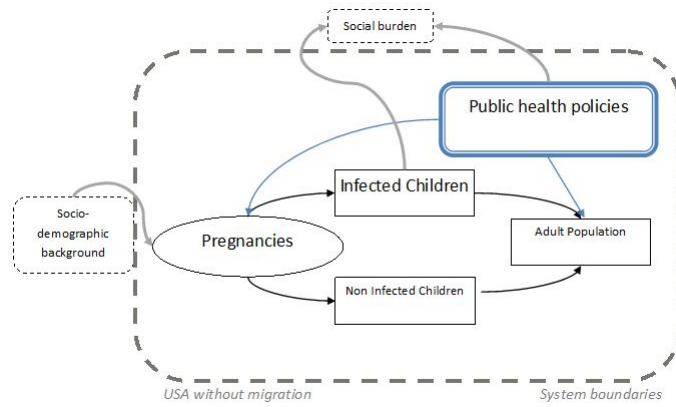 Social burden
Public health policies
Infected Children
Socio-
demographic
background
Pregnancies
Adult Population
Non Infected Children
USA without migration
System boundaries